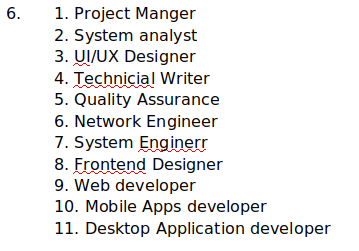 6. 1. Project Manger
2. System analyst
3. UI/UX Designer
4. Technicial Writer
5. Quality Assurance
6. Network Engineer
7. System Enginerr
8. Frontend Designer
9. Web developer
10. Mobile Apps developer
11. Desktop Application developer